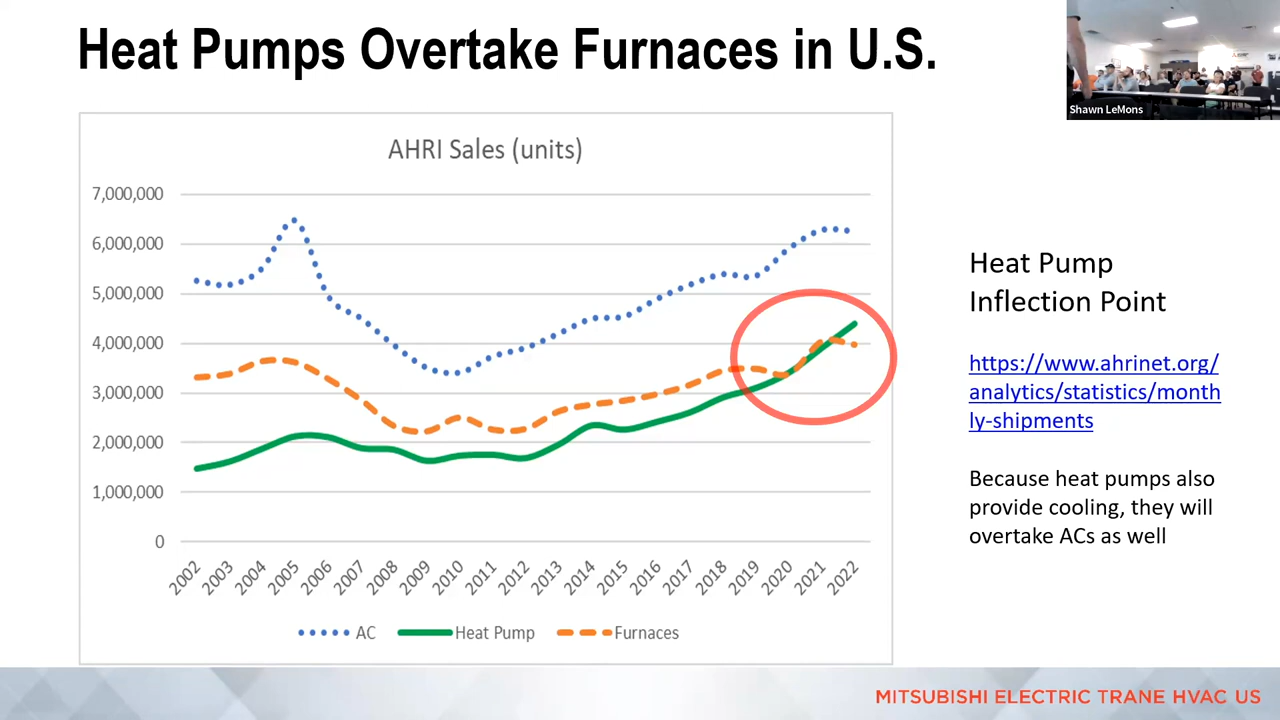 Heat Pumps Overtake Furnaces in U.S.
Shawn LeMons
AHRI Sales (units)
7,000,000
6,000,000
5,000,000
4,000,000
3,000,000
2,000,000
1,000,000
0
2002 2003 2004 2005 2006 2007 2008 2009 2010 2011 2012 2013 2014 2015 2016 2017 2018 2019 2020 2021 2022
AC Heat Pump Furnaces
Heat Pump
Inflection Point
https://www.ahrinet.org/
analytics/statistics/month
ly-shipments
Because heat pumps also
provide cooling, they will
overtake ACs as well
MITSUBISHI ELECTRIC TRANE HVAC US